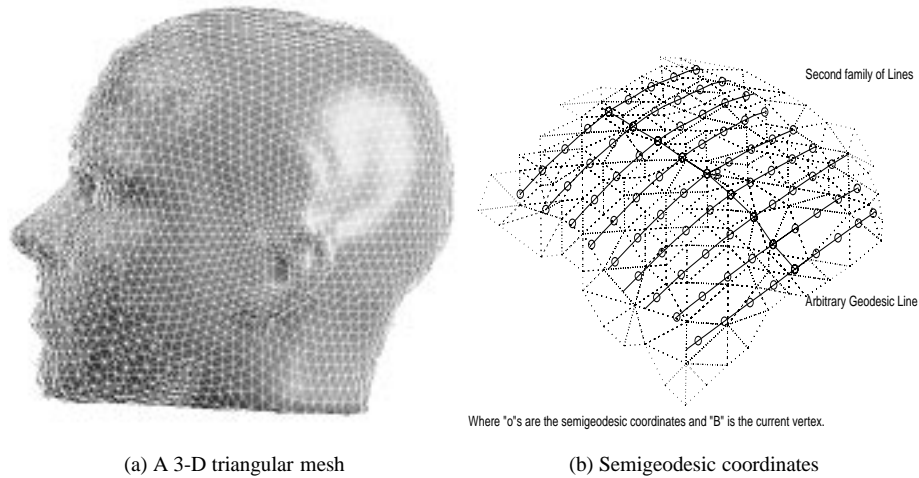 Second family of Lines
Arbitrary Geodesic Line
Where "o"s are the semigeodesic coordinates and "B" is the current vertex.
(a) A 3-D triangular mesh
(b) Semigeodesic coordinates